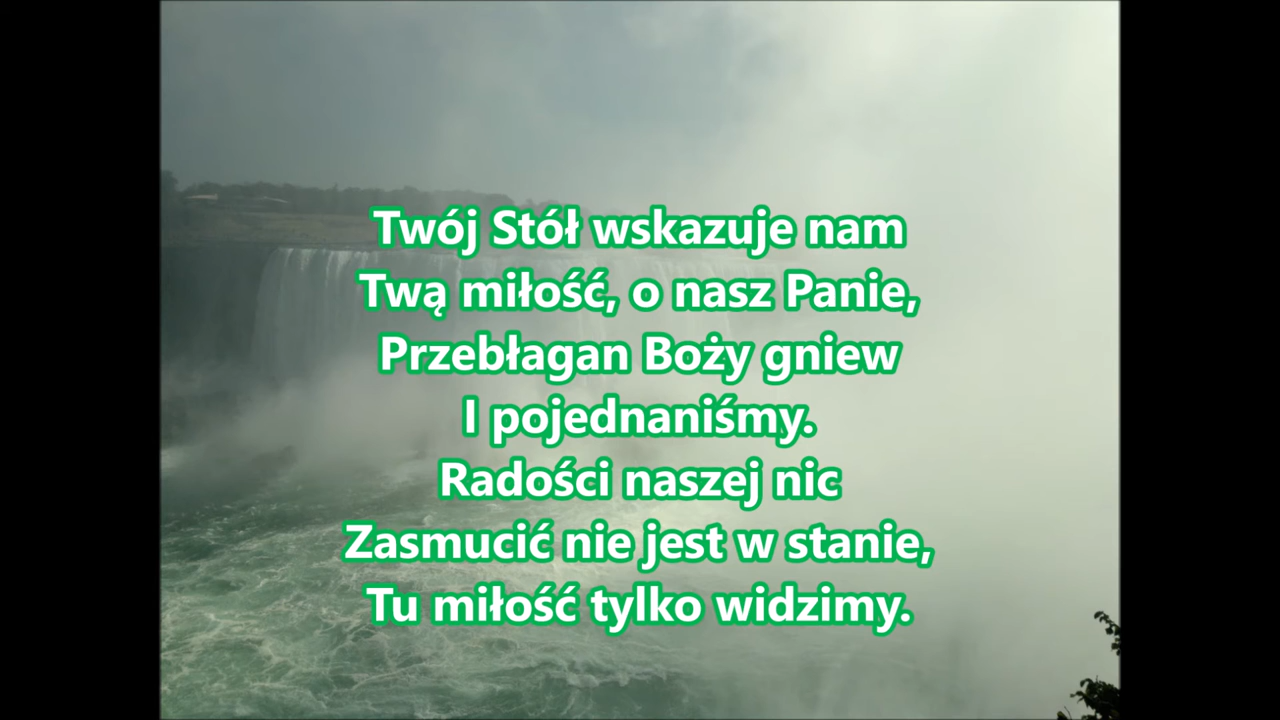 Twój Stół wskazuje nam
Twą miłość, o nasz Panie,
Przebłagan Boży gniew
I pojednaniśmy.
Radości naszej nic
Zasmucić nie jest w stanie,
Tu miłość tylko widzimy.